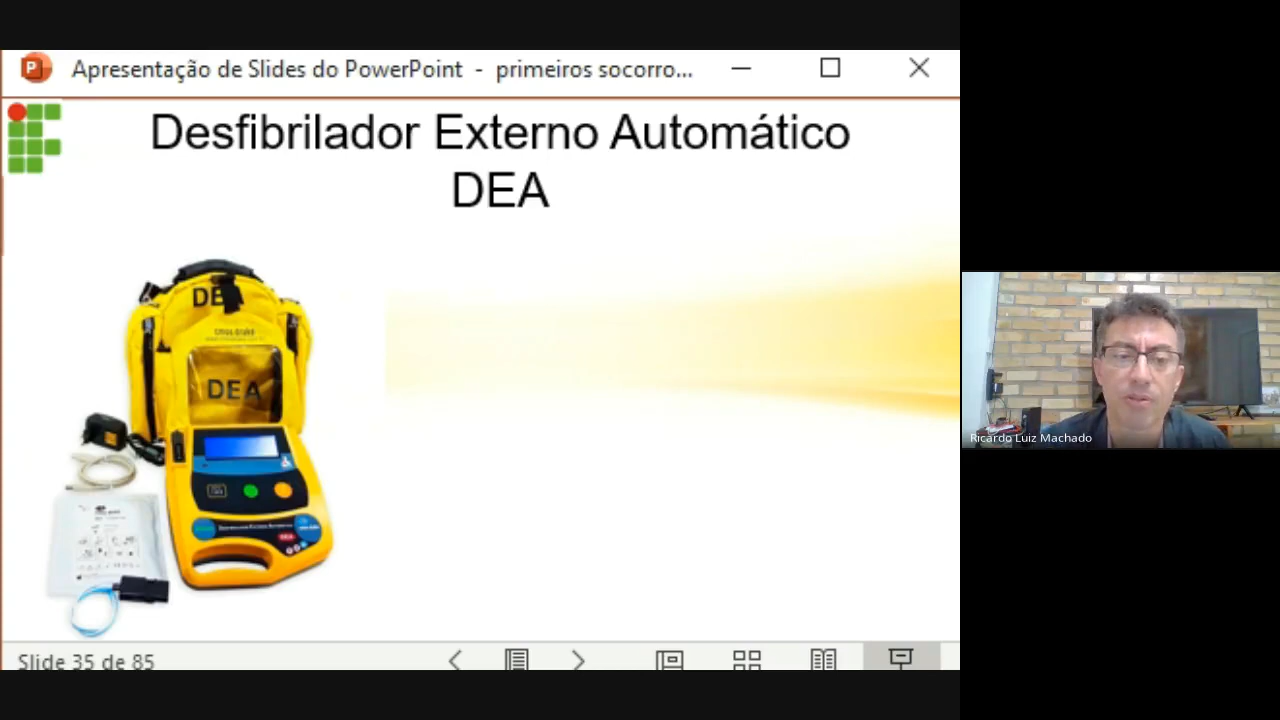 Apresentação de Slides do PowerPoint - primeiros socorro...
Desfibrilador Externo Automático
DEA
DEA
DEA
Ricardo Luiz Machado
Slide 35 de 85